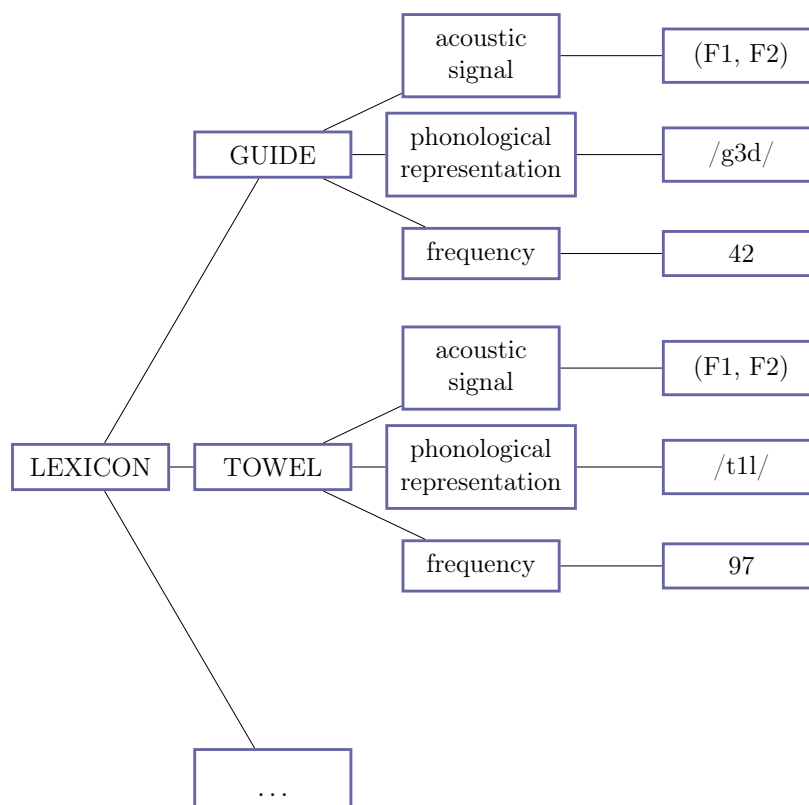 acoustic
signal
(F1, F2)
GUIDE
phonological
representation
/g3d/
frequency
42
acoustic
signal
(F1, F2)
LEXICON
TOWEL
phonological
representation
/t1l/
frequency
97
...